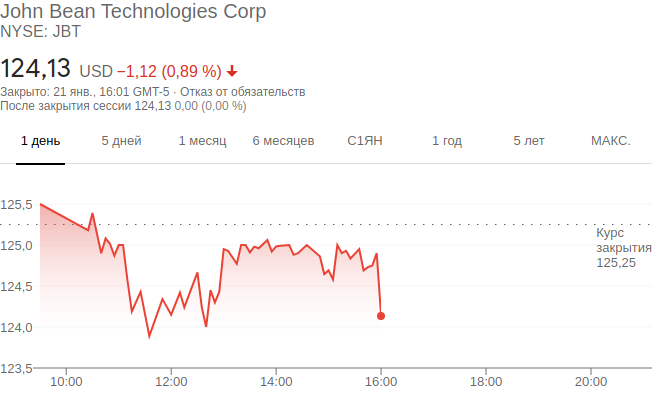 John Bean Technologies Corp
NYSE: JBT
124,13 USD −1,12 (0,89 %)
Закрыто: 21 янв., 16:01 GMT-5 · Отказ от обязательств
После закрытия сессии 124,13 0,00 (0,00 %)
1 день 5 дней 1 месяц 6 месяцев С1ЯН 1 год 5 лет МАКС.
125,5
Курс
закрытия
125,25
125,0
124,5
124,0
123,5
10:00 12:00 14:00 16:00 18:00 20:00